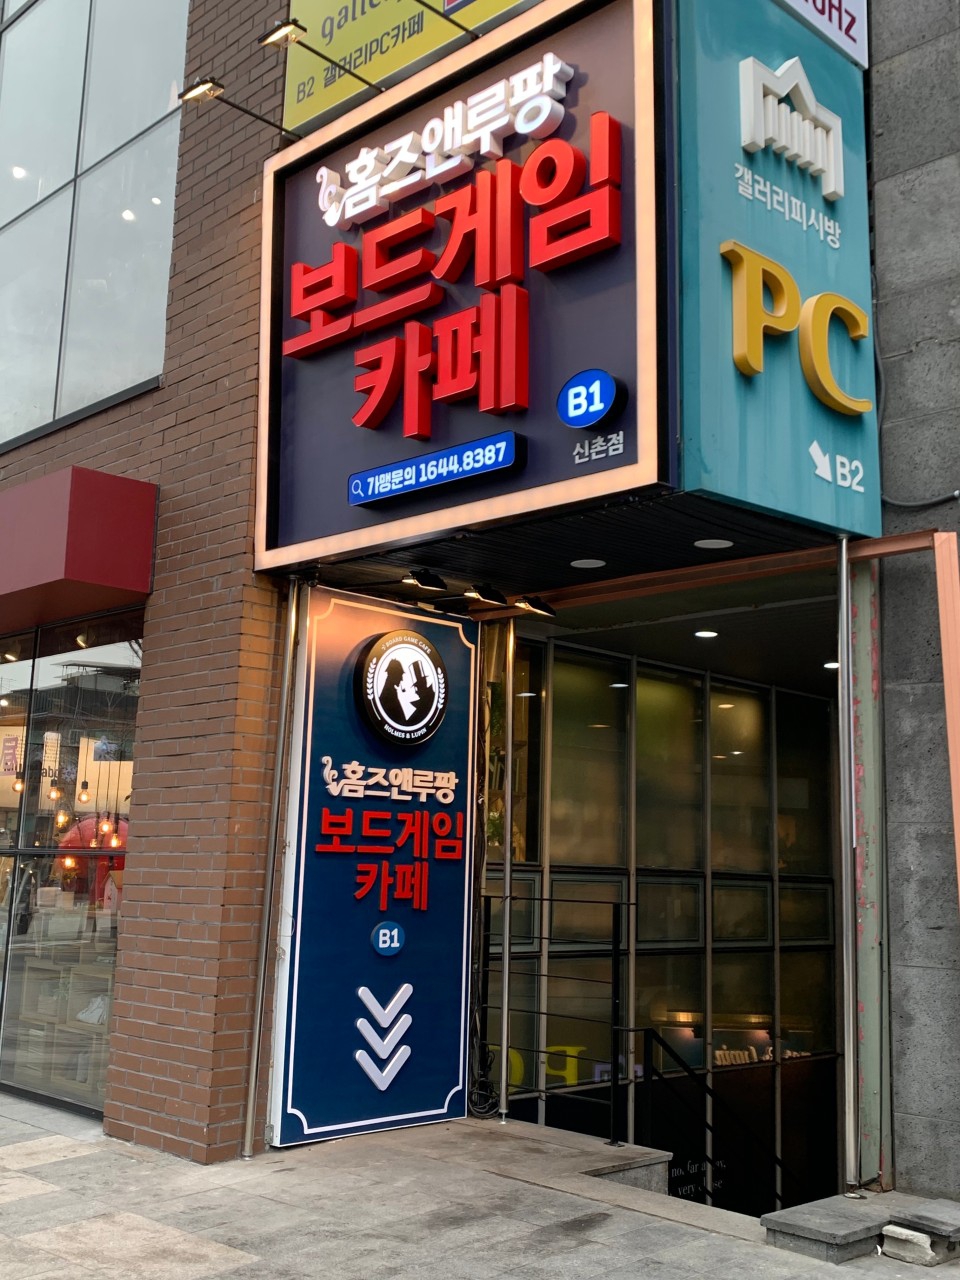 B2 갤러리PC카페
홈즈앤루팡
보드게임
카페
B1
신촌점
가맹문의 1644.8387
갤러리피시방
PC
B2
BOARD GAME CAFE
HOLMES & LUPIN
홈즈앤루팡
보드게임
카페
B1
very